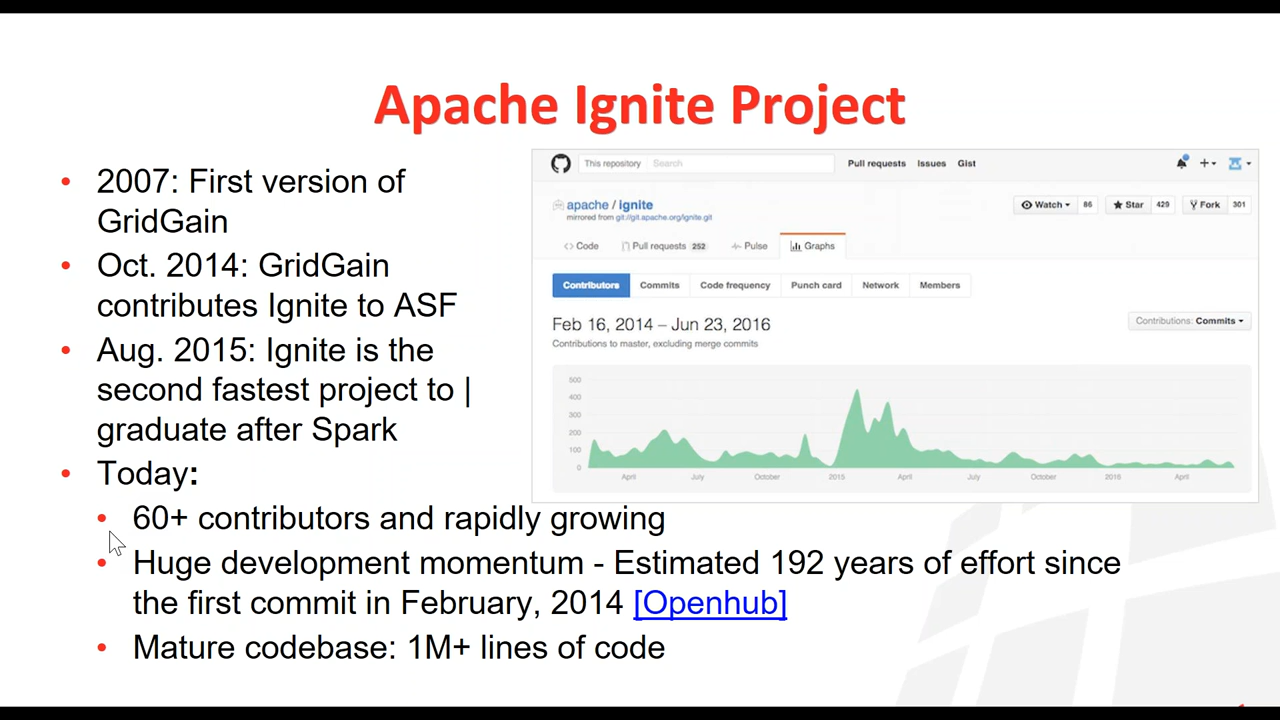 Apache Ignite Project
• 2007: First version of
GridGain
• Oct. 2014: GridGain
contributes Ignite to ASF
• Aug. 2015: Ignite is the
second fastest project to |
graduate after Spark
• Today:
• 60+ contributors and rapidly growing
• Huge development momentum - Estimated 192 years of effort since
the first commit in February, 2014 [Openhub]
• Mature codebase: 1M+ lines of code
This repository Search Pull requests Issues Gist
apache / ignite
mirrored from git://git.apache.org/ignite.git
Watch 86 Star 429 Fork 301
Code Pull requests 252 Pulse Graphs
Contributors Commits Code frequency Punch card Network Members
Feb 16, 2014 – Jun 23, 2016
Contributions to master, excluding merge commits
Contributions: Commits
500
400
300
200
100
0
April July October 2015 April July October 2016 April